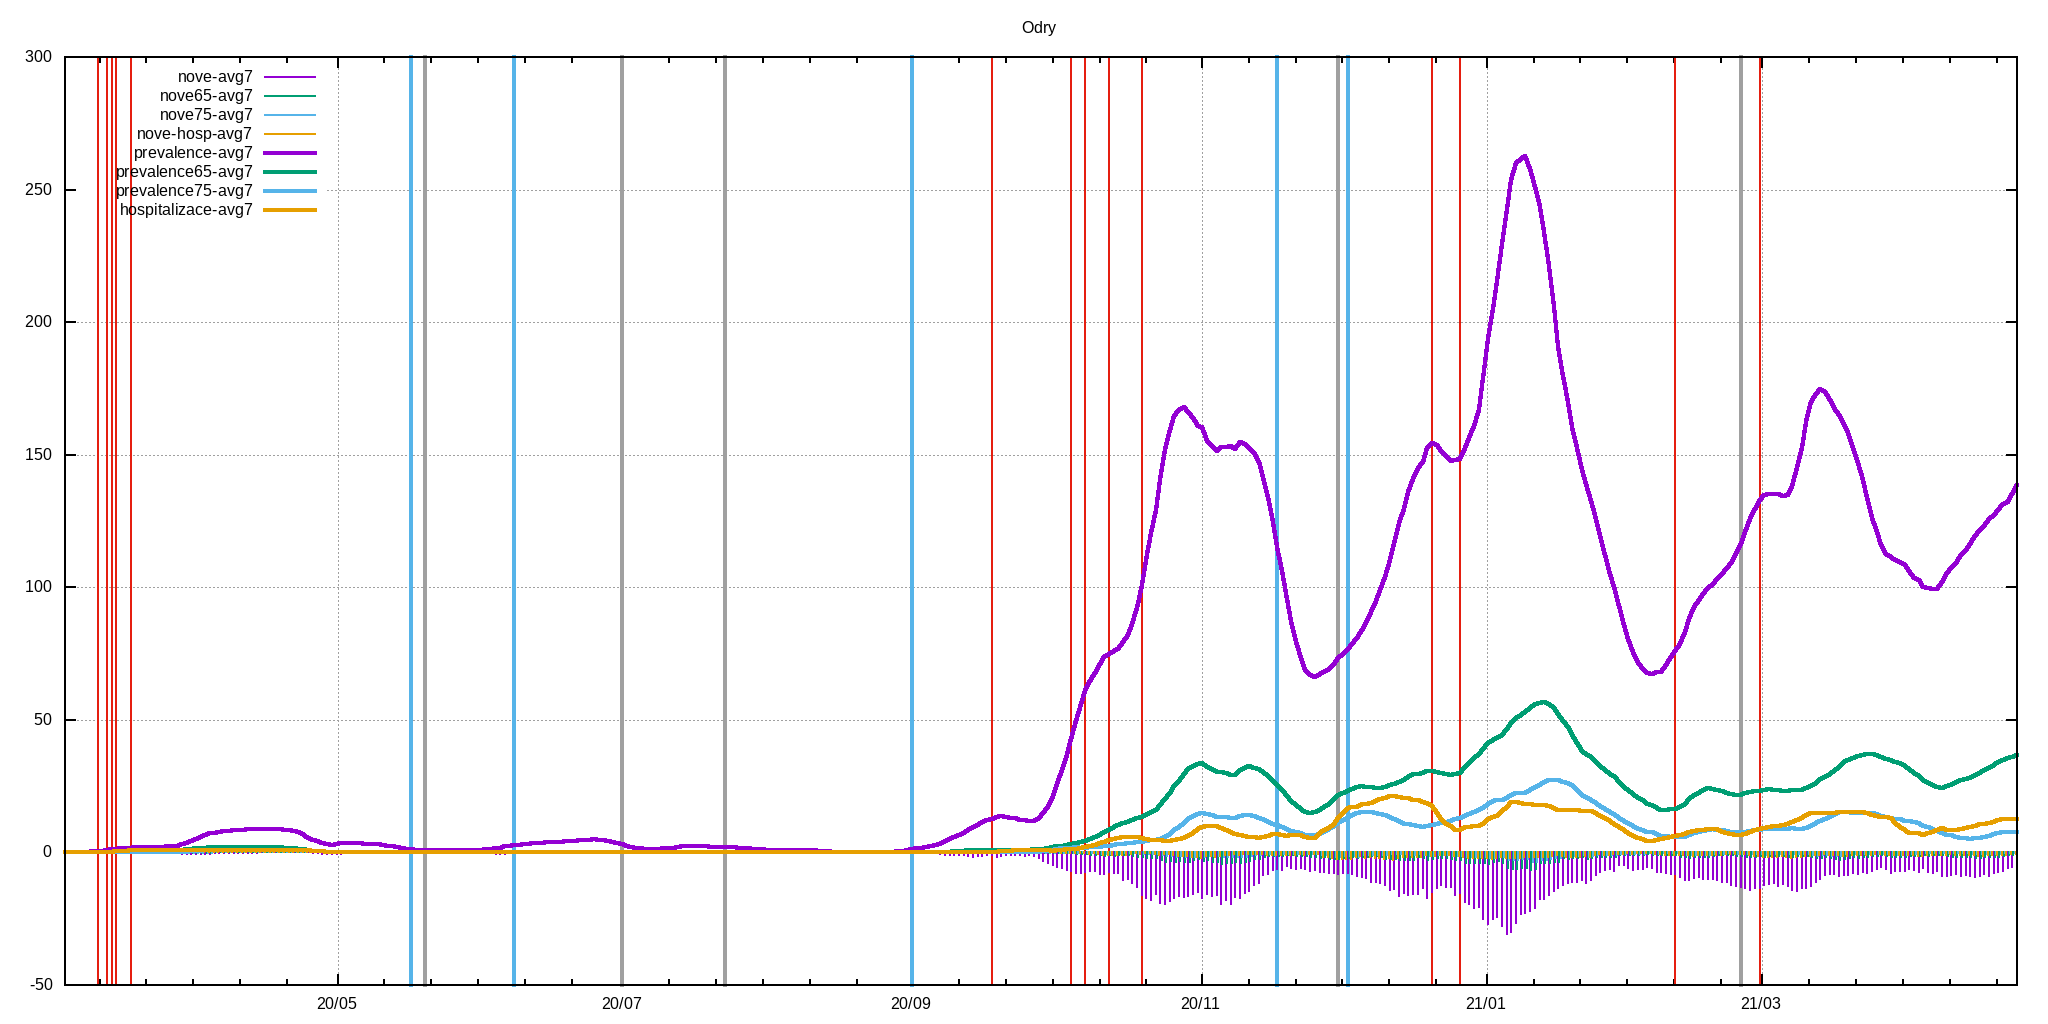 Odry
300
250
200
150
100
50
0
-50
nove-avg7
nove65-avg7
nove75-avg7
nove-hosp-avg7
prevalence-avg7
prevalence65-avg7
prevalence75-avg7
hospitalizace-avg7
20/05 20/07 20/09 20/11 21/01 21/03